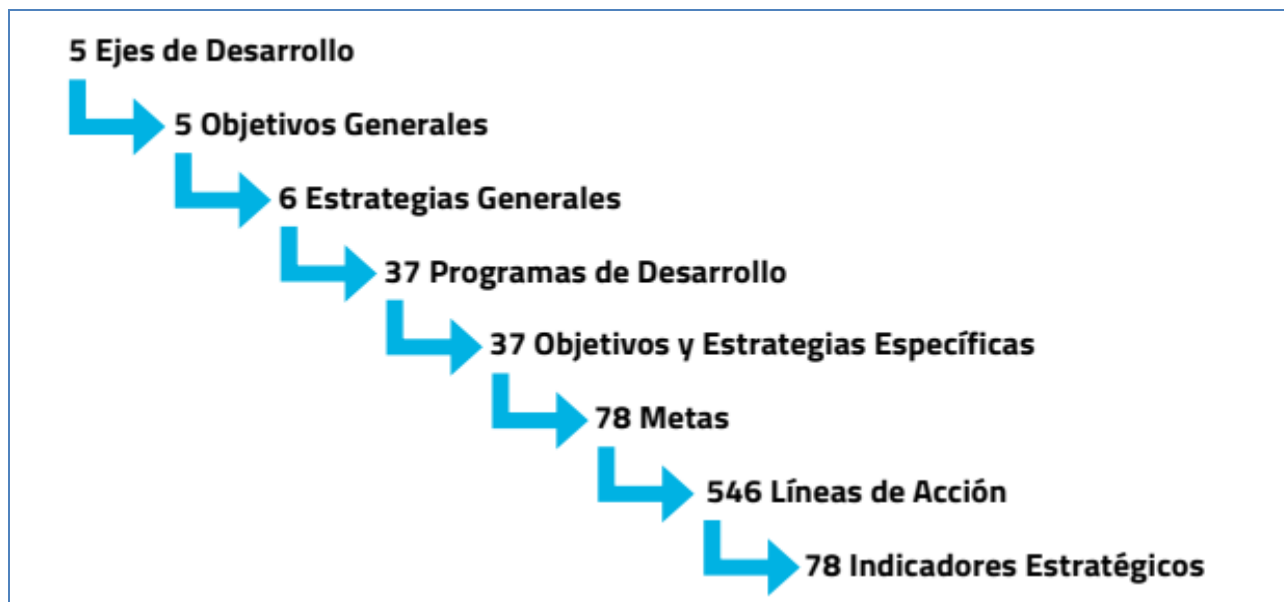 5 Ejes de Desarrollo
5 Objetivos Generales
6 Estrategias Generales
37 Programas de Desarrollo
37 Objetivos y Estrategias Específicas
78 Metas
546 Líneas de Acción
78 Indicadores Estratégicos